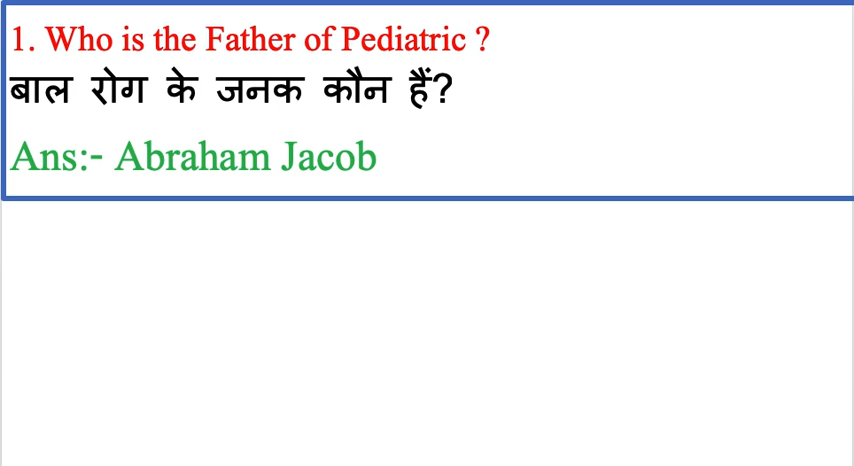 1. Who is the Father of Pediatric ?
बाल रोग के जनक कौन हैं?
Ans:- Abraham Jacob